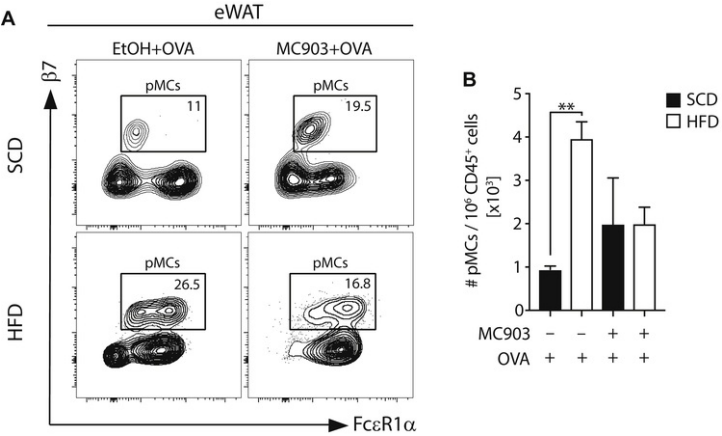 A
eWAT
EtOH+OVA
MC903+OVA
β7
SCD
pMCs
11
pMCs
19.5
HFD
pMCs
26.5
pMCs
16.8
FcεR1α
B
SCD
HFD
# pMCs / 10⁶ CD45⁺ cells
[x10³]
5
4
3
2
1
0
**
MC903 – – + +
OVA + + + +